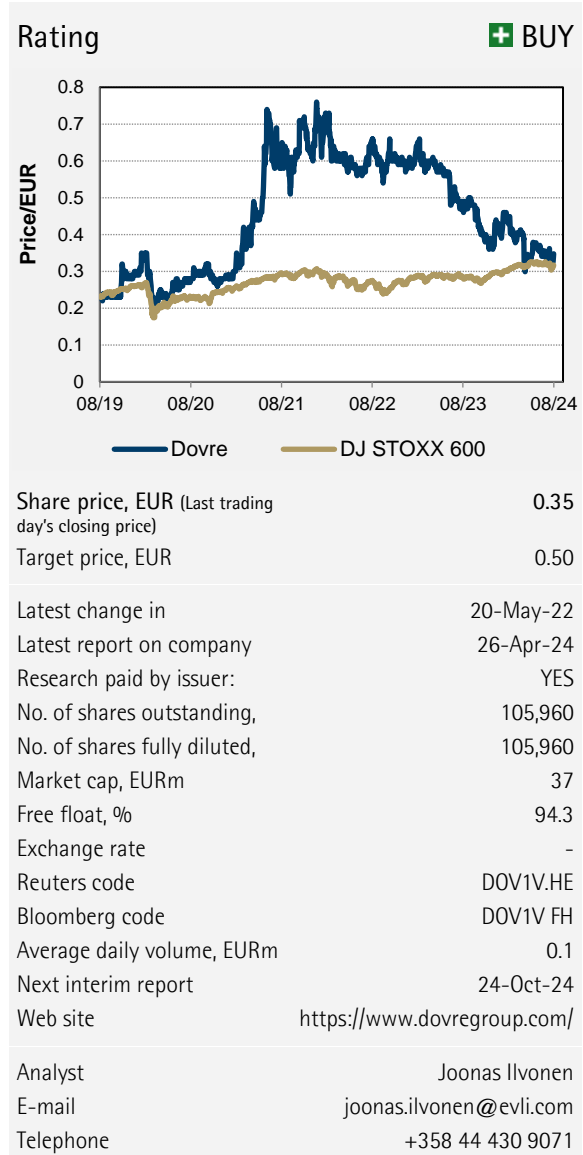 Rating BUY
0.8
0.7
0.6
0.5
0.4
0.3
0.2
0.1
0
Price/EUR
08/19 08/20 08/21 08/22 08/23 08/24
Dovre DJ STOXX 600
Share price, EUR (Last trading day's closing price) 0.35
Target price, EUR 0.50
Latest change in 20-May-22
Latest report on company 26-Apr-24
Research paid by issuer: YES
No. of shares outstanding, 105,960
No. of shares fully diluted, 105,960
Market cap, EURm 37
Free float, % 94.3
Exchange rate -
Reuters code DOV1V.HE
Bloomberg code DOV1V FH
Average daily volume, EURm 0.1
Next interim report 24-Oct-24
Web site https://www.dovregroup.com/
Analyst Joonas Ilvonen
E-mail joonas.ilvonen@evli.com
Telephone +358 44 430 9071